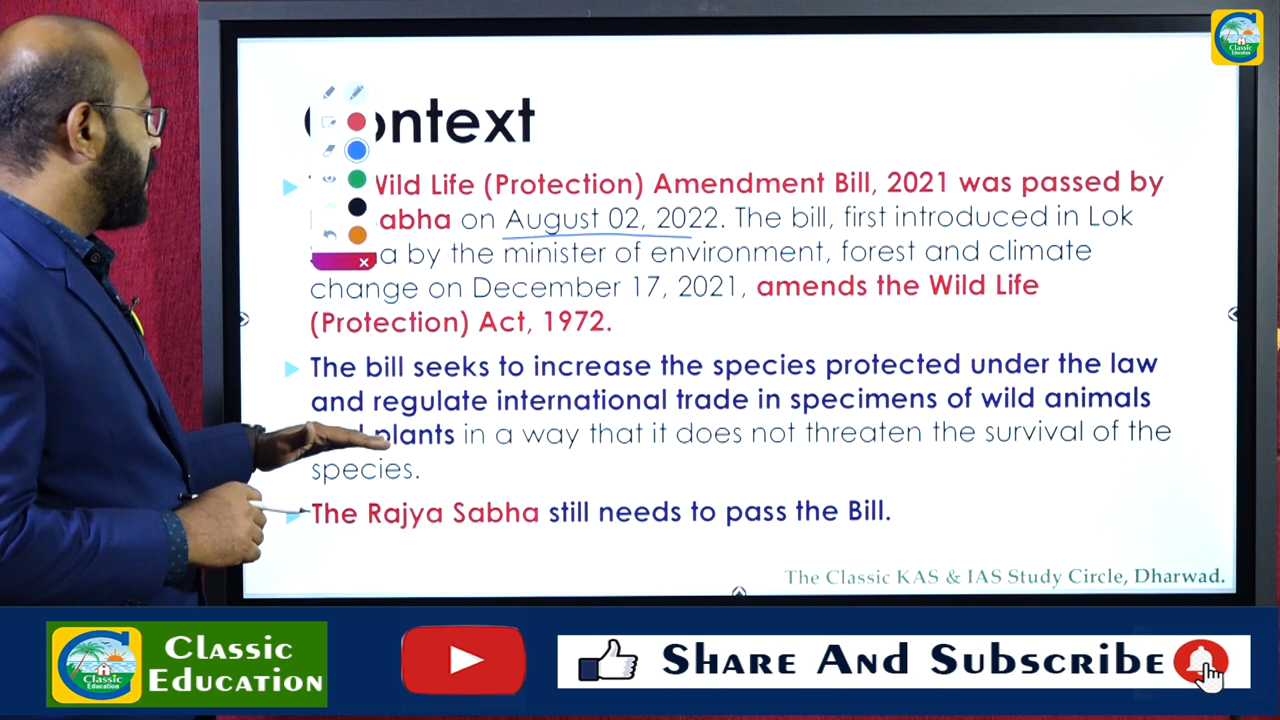 ontext
Wild Life (Protection) Amendment Bill, 2021 was passed by
abha on August 02, 2022. The bill, first introduced in Lok
a by the minister of environment, forest and climate
change on December 17, 2021, amends the Wild Life
(Protection) Act, 1972.
The bill seeks to increase the species protected under the law
and regulate international trade in specimens of wild animals
plants in a way that it does not threaten the survival of the
species.
The Rajya Sabha still needs to pass the Bill.
The Classic KAS & IAS Study Circle, Dharwad.
Classic
Education
Classic
Education
Classic
Education
Share And Subscribe